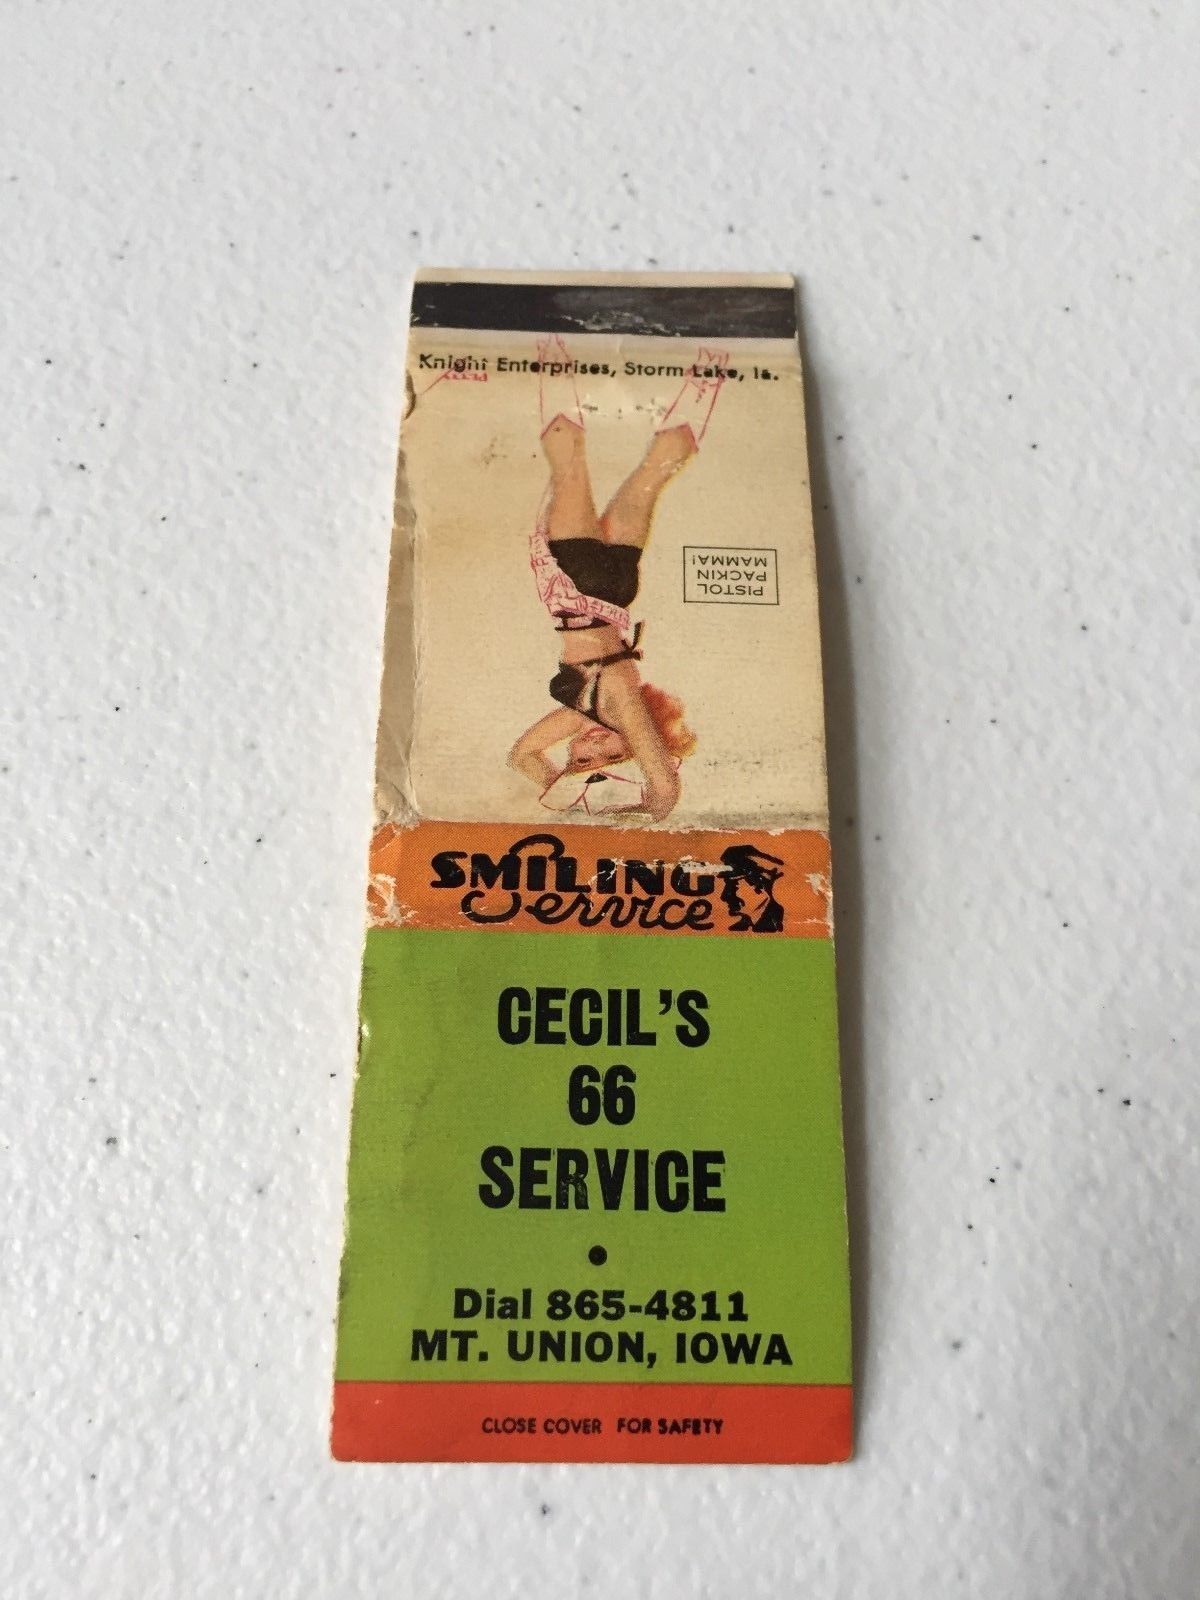 Knight Enterprises, Storm Lake, Ia.
PETTY
PISTOL
PACKIN
MAMMA!
SMILING
Service
CECIL'S
66
SERVICE
•
Dial 865-4811
MT. UNION, IOWA
CLOSE COVER FOR SAFETY